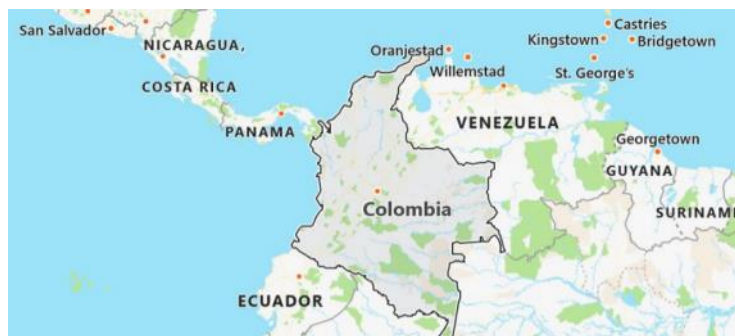 Castries
San Salvador
NICARAGUA,
Oranjestad
Kingstown
Bridgetown
Willemstad
St. George's
COSTA RICA
PANAMA
VENEZUELA
Georgetown
GUYANA
Colombia
SURINAM
ECUADOR